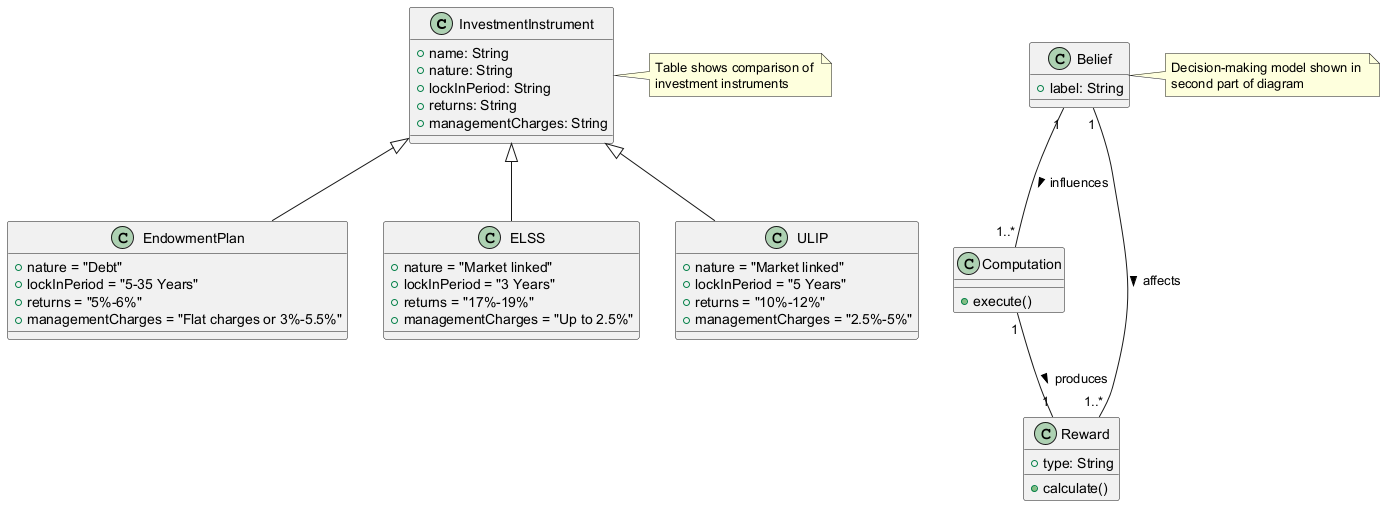 C InvestmentInstrument
name: String
nature: String
lockInPeriod: String
returns: String
managementCharges: String
Table shows comparison of
investment instruments
C EndowmentPlan
nature = "Debt"
lockInPeriod = "5-35 Years"
returns = "5%-6%"
managementCharges = "Flat charges or 3%-5.5%"
C ELSS
nature = "Market linked"
lockInPeriod = "3 Years"
returns = "17%-19%"
managementCharges = "Up to 2.5%"
C ULIP
nature = "Market linked"
lockInPeriod = "5 Years"
returns = "10%-12%"
managementCharges = "2.5%-5%"
C Belief
label: String
Decision-making model shown in
second part of diagram
1
1
influences
1..*
C Computation
execute()
affects
1
produces
1
1..*
C Reward
type: String
calculate()